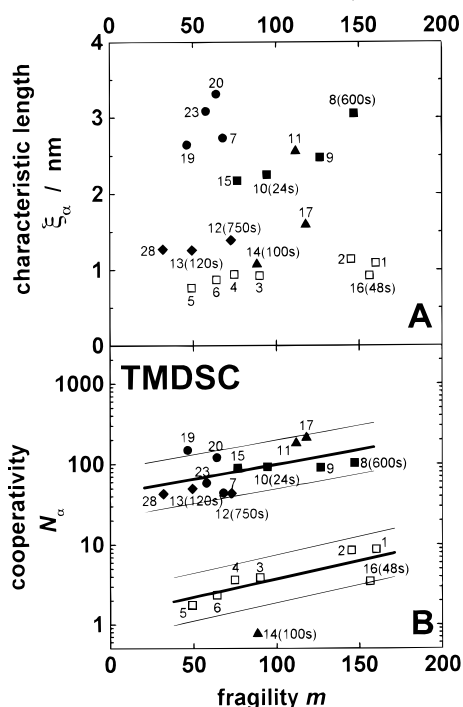 0 50 100 150 200
characteristic length
ξα / nm
4
3
2
1
0
20
23
19
7
8(600s)
11
9
15
10(24s)
17
12(750s)
28
13(120s)
14(100s)
5
6
4
3
2
1
16(48s)
A
TMDSC
cooperativity
Nα
1000
100
10
1
19
20
15
17
11
23
7
10(24s)
9
8(600s)
28
13(120s)
12(750s)
4
3
2
1
16(48s)
5
6
14(100s)
B
0 50 100 150 200
fragility m